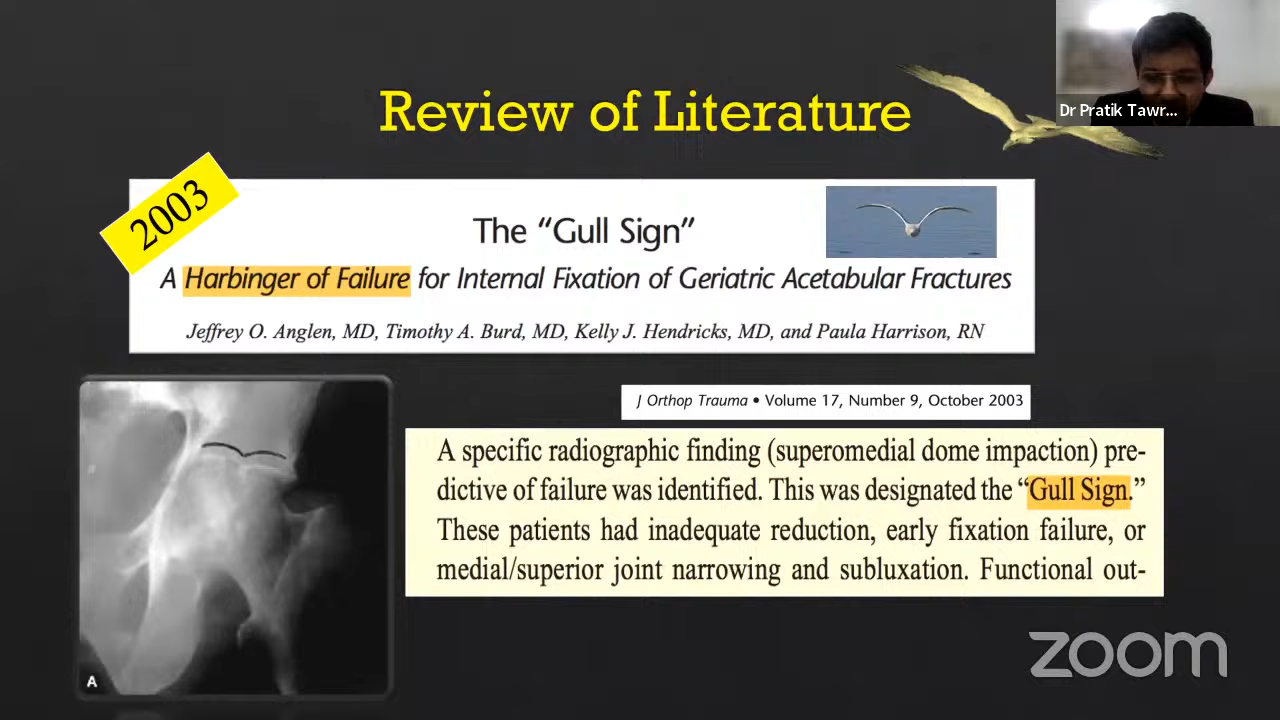 Dr Pratik Tawr...
Review of Literature
2003
The “Gull Sign”
A Harbinger of Failure for Internal Fixation of Geriatric Acetabular Fractures
Jeffrey O. Anglen, MD, Timothy A. Burd, MD, Kelly J. Hendricks, MD, and Paula Harrison, RN
J Orthop Trauma • Volume 17, Number 9, October 2003
A specific radiographic finding (superomedial dome impaction) pre-
dictive of failure was identified. This was designated the “Gull Sign.”
These patients had inadequate reduction, early fixation failure, or
medial/superior joint narrowing and subluxation. Functional out-
A
zoom